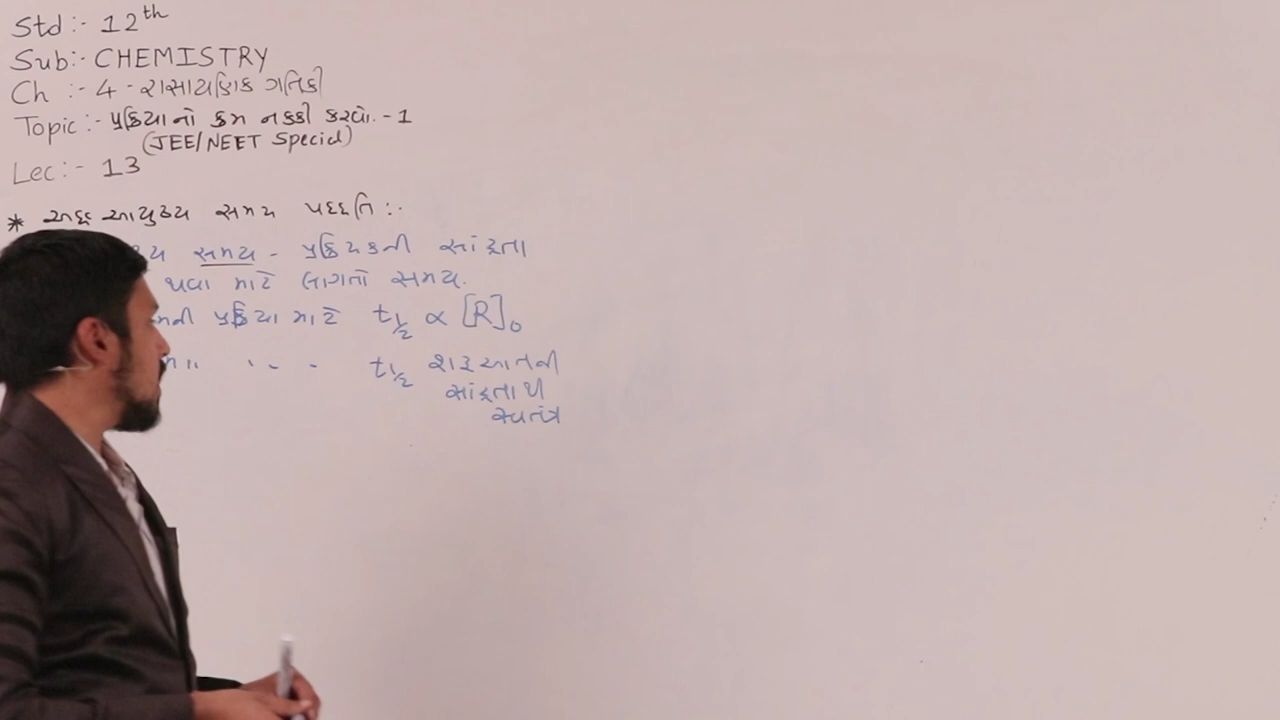 Std :- 12th
Sub:- CHEMISTRY
Ch :- 4 - રાસાયણિક ગતિકી
Topic :- પ્રક્રિયાનો ક્રમ નક્કી કરવો. - 1
(JEE/NEET Special)
Lec :- 13
* અર્દ્ધ આયુષ્ય સમય પદ્દતિ :-
ય સમય - પ્રક્રિયકની સાંદ્રતા
થવા માટે લાગતો સમય.
મની પ્રક્રિયા માટે t1/2 ∝ [R]0
t1/2 શરૂઆતની
સાંદ્રતાથી
સ્વતંત્ર